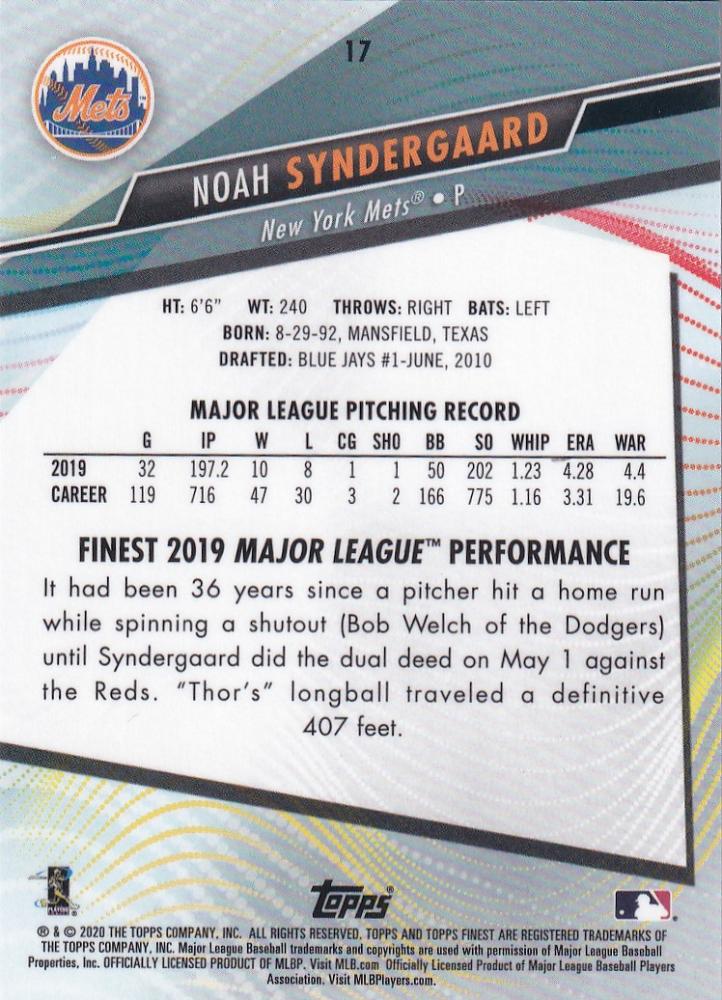 17
Mets
NOAH SYNDERGAARD
New York Mets® • P
HT: 6'6" WT: 240 THROWS: RIGHT BATS: LEFT
BORN: 8-29-92, MANSFIELD, TEXAS
DRAFTED: BLUE JAYS #1-JUNE, 2010
MAJOR LEAGUE PITCHING RECORD
G IP W L CG SHO BB SO WHIP ERA WAR
2019 32 197.2 10 8 1 1 50 202 1.23 4.28 4.4
CAREER 119 716 47 30 3 2 166 775 1.16 3.31 19.6
FINEST 2019 MAJOR LEAGUE™ PERFORMANCE
It had been 36 years since a pitcher hit a home run
while spinning a shutout (Bob Welch of the Dodgers)
until Syndergaard did the dual deed on May 1 against
the Reds. "Thor's" longball traveled a definitive
407 feet.
topps®
® & © 2020 THE TOPPS COMPANY, INC. ALL RIGHTS RESERVED. TOPPS AND TOPPS FINEST ARE REGISTERED TRADEMARKS OF
THE TOPPS COMPANY, INC. Major League Baseball trademarks and copyrights are used with permission of Major League Baseball
Properties, Inc. OFFICIALLY LICENSED PRODUCT OF MLBP. Visit MLB.com Officially Licensed Product of Major League Baseball Players
Association. Visit MLBPlayers.com.